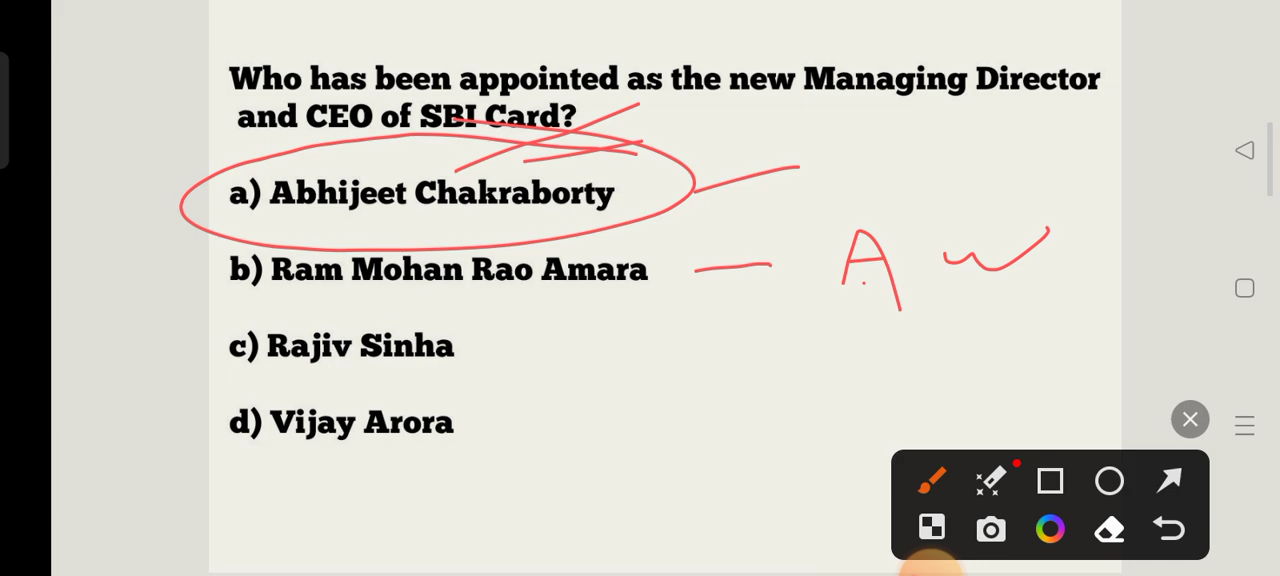 Who has been appointed as the new Managing Director
and CEO of SBI Card?
a) Abhijeet Chakraborty
b) Ram Mohan Rao Amara
A
c) Rajiv Sinha
d) Vijay Arora